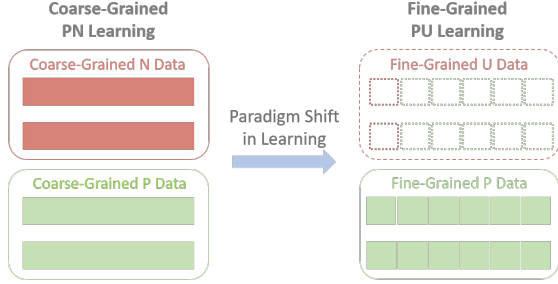 Coarse-Grained
PN Learning
Coarse-Grained N Data
Coarse-Grained P Data
Paradigm Shift
in Learning
Fine-Grained
PU Learning
Fine-Grained U Data
Fine-Grained P Data